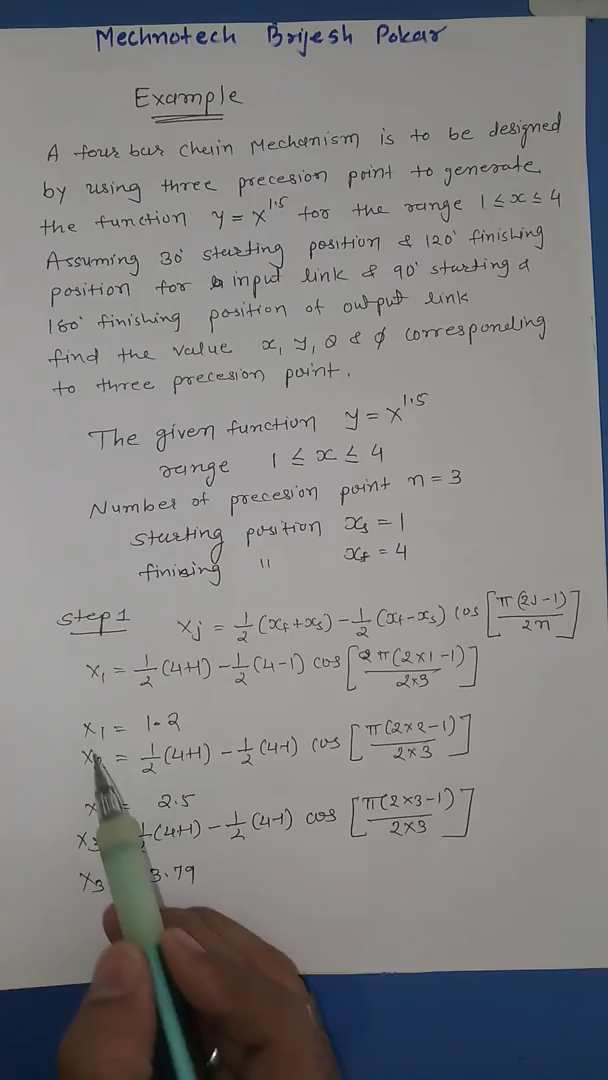 Mechnotech Brijesh Pokar
Example
A four bar chain Mechanism is to be designed
by using three precesion point to generate
the function y = x^1.5 for the range 1 ≤ x ≤ 4
Assuming 30° starting position & 120° finishing
position for input link & 90° starting &
180° finishing position of output link
find the value x, y, θ & φ corresponding
to three precesion point.
The given function y = x^1.5
range 1 ≤ x ≤ 4
Number of precesion point n = 3
Starting position xs = 1
finising " xf = 4
Step 1 xj = 1/2 (xf+xs) - 1/2 (xf-xs) cos [π(2J-1)/2n]
x1 = 1/2 (4+1) - 1/2 (4-1) cos [π(2×1-1)/2×3]
x1 = 1.2
x2 = 1/2 (4+1) - 1/2 (4-1) cos [π(2×2-1)/2×3]
x = 2.5
x3 1/2 (4+1) - 1/2 (4-1) cos [π(2×3-1)/2×3]
x3 3.79